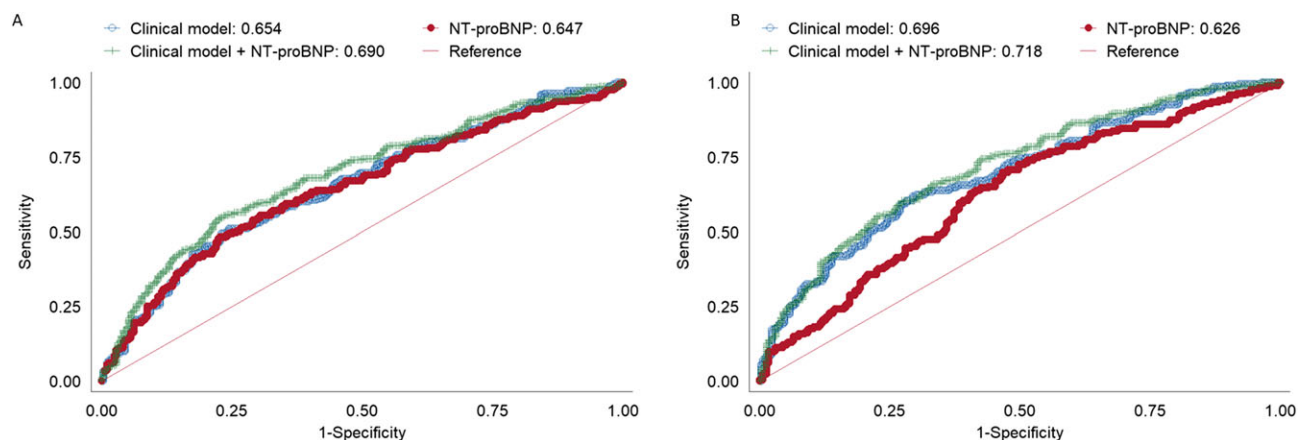 A
Clinical model: 0.654 NT-proBNP: 0.647
Clinical model + NT-proBNP: 0.690 Reference
1.00
0.75
0.50
0.25
0.00
Sensitivity
0.00 0.25 0.50 0.75 1.00
1-Specificity
B
Clinical model: 0.696 NT-proBNP: 0.626
Clinical model + NT-proBNP: 0.718 Reference
1.00
0.75
0.50
0.25
0.00
Sensitivity
0.00 0.25 0.50 0.75 1.00
1-Specificity